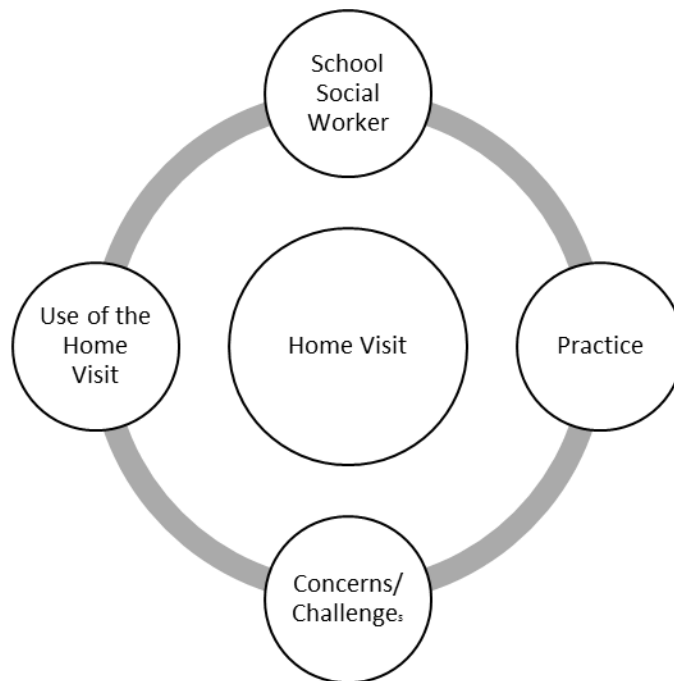 School
Social
Worker
Use of the
Home
Visit
Home Visit
Practice
Concerns/
Challenges